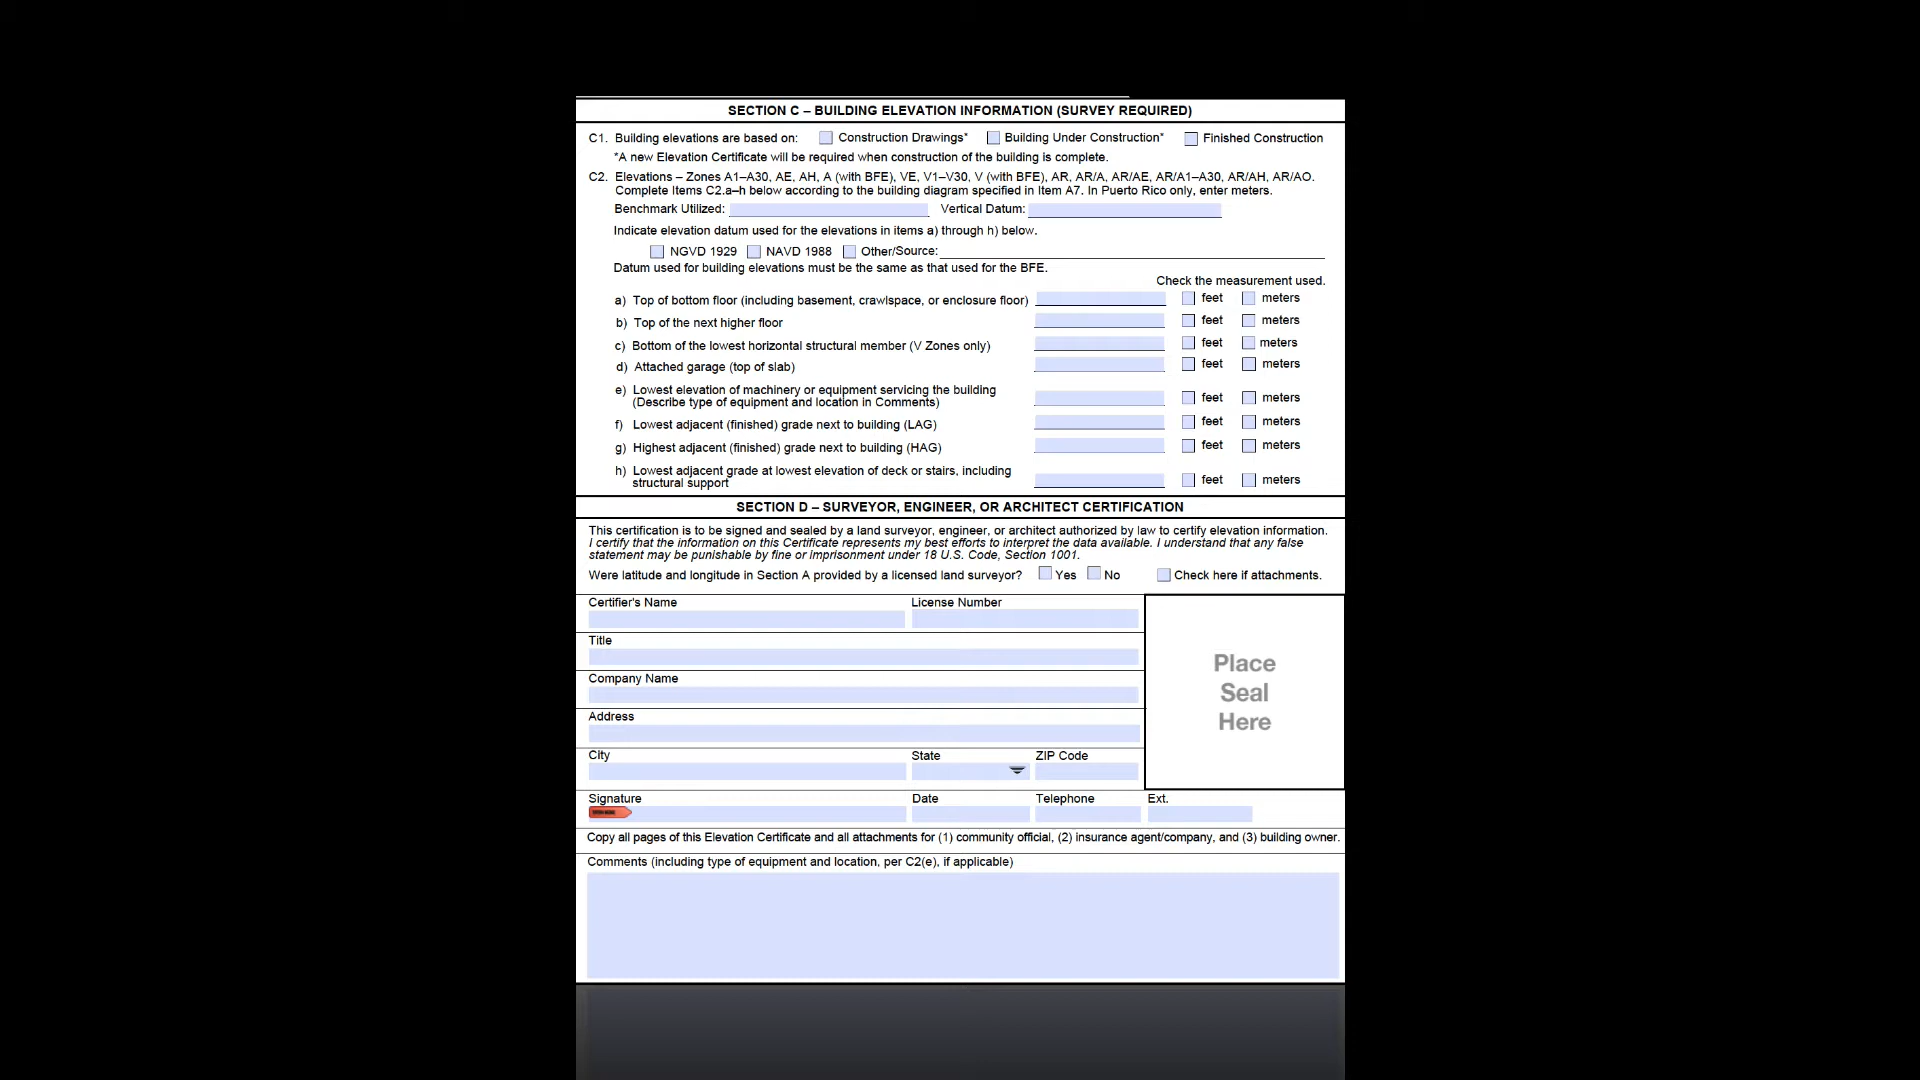 SECTION C – BUILDING ELEVATION INFORMATION (SURVEY REQUIRED)
C1. Building elevations are based on: Construction Drawings* Building Under Construction* Finished Construction
*A new Elevation Certificate will be required when construction of the building is complete.
C2. Elevations – Zones A1–A30, AE, AH, A (with BFE), VE, V1–V30, V (with BFE), AR, AR/A, AR/AE, AR/A1–A30, AR/AH, AR/AO.
Complete Items C2.a–h below according to the building diagram specified in Item A7. In Puerto Rico only, enter meters.
Benchmark Utilized: Vertical Datum:
Indicate elevation datum used for the elevations in items a) through h) below.
NGVD 1929 NAVD 1988 Other/Source:
Datum used for building elevations must be the same as that used for the BFE.
Check the measurement used.
a) Top of bottom floor (including basement, crawlspace, or enclosure floor) feet meters
b) Top of the next higher floor feet meters
c) Bottom of the lowest horizontal structural member (V Zones only) feet meters
d) Attached garage (top of slab) feet meters
e) Lowest elevation of machinery or equipment servicing the building
(Describe type of equipment and location in Comments) feet meters
f) Lowest adjacent (finished) grade next to building (LAG) feet meters
g) Highest adjacent (finished) grade next to building (HAG) feet meters
h) Lowest adjacent grade at lowest elevation of deck or stairs, including
structural support feet meters
SECTION D – SURVEYOR, ENGINEER, OR ARCHITECT CERTIFICATION
This certification is to be signed and sealed by a land surveyor, engineer, or architect authorized by law to certify elevation information.
I certify that the information on this Certificate represents my best efforts to interpret the data available. I understand that any false
statement may be punishable by fine or imprisonment under 18 U.S. Code, Section 1001.
Were latitude and longitude in Section A provided by a licensed land surveyor? Yes No Check here if attachments.
Certifier's Name License Number
Title
Company Name
Address
City State ZIP Code
Place
Seal
Here
Signature Date Telephone Ext.
Copy all pages of this Elevation Certificate and all attachments for (1) community official, (2) insurance agent/company, and (3) building owner.
Comments (including type of equipment and location, per C2(e), if applicable)